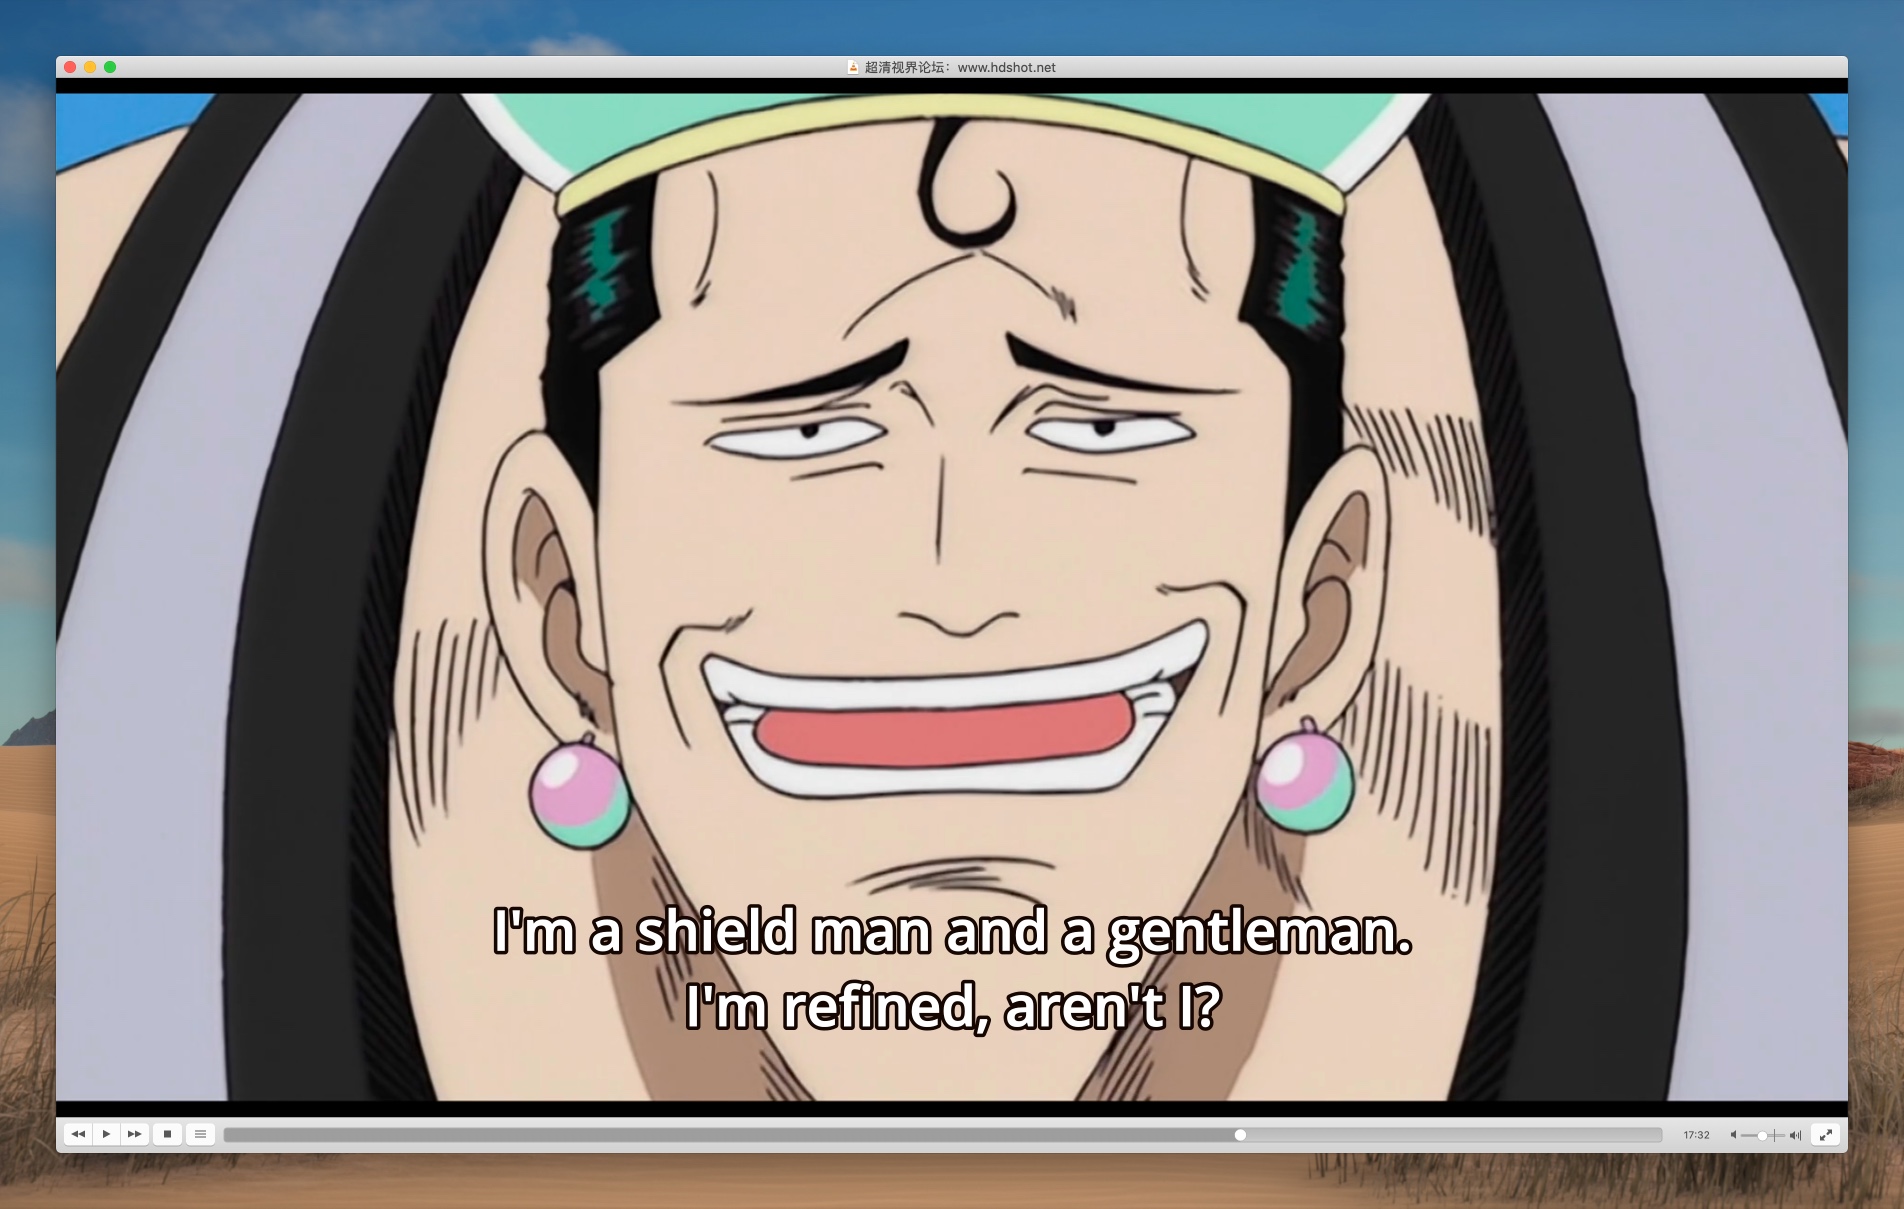 超清视界论坛：www.hdshot.net
I'm a shield man and a gentleman.
I'm refined, aren't I?
17:32